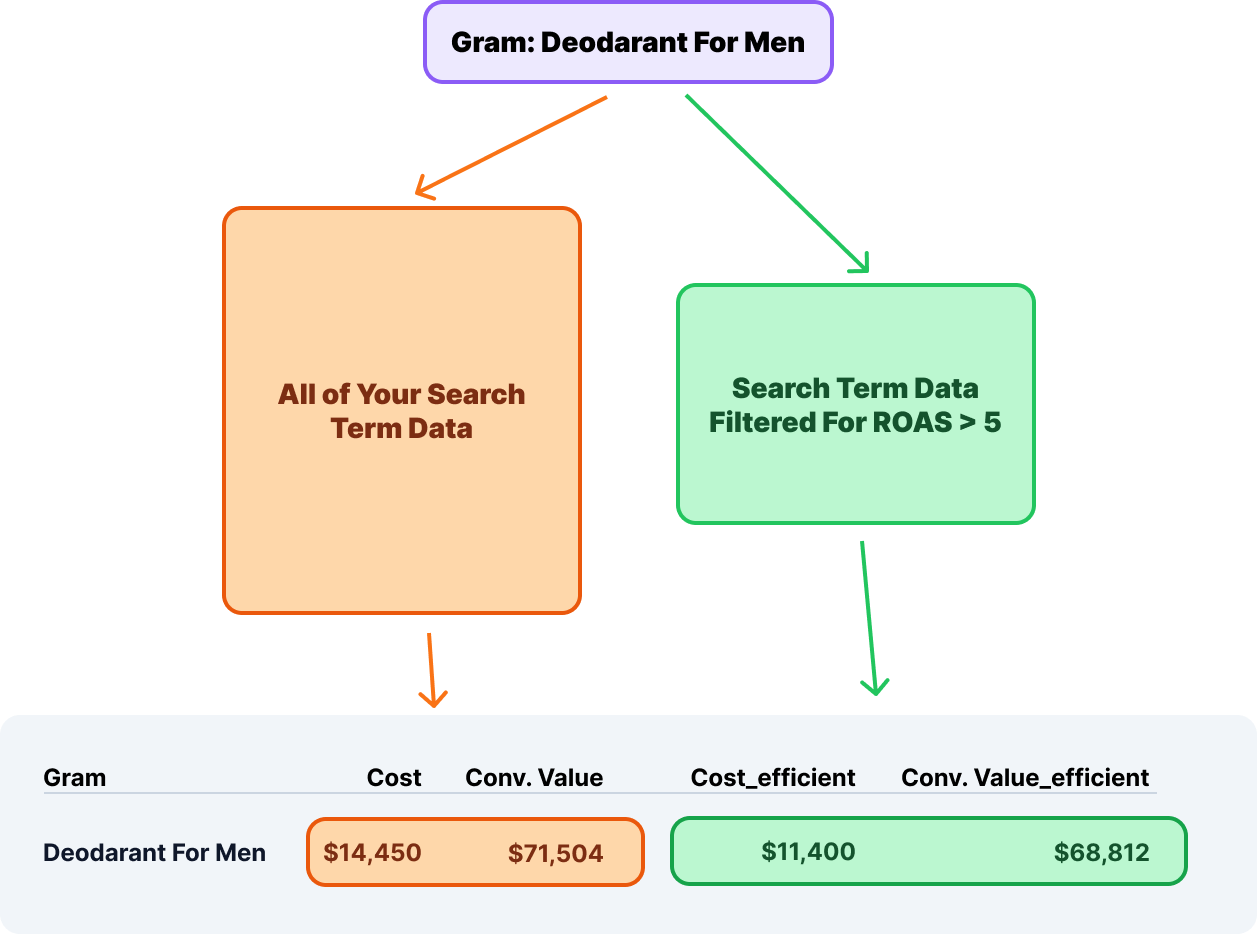 Gram: Deodarant For Men
All of Your Search
Term Data
Search Term Data
Filtered For ROAS > 5
Gram Cost Conv. Value Cost_efficient Conv. Value_efficient
Deodarant For Men $14,450 $71,504 $11,400 $68,812